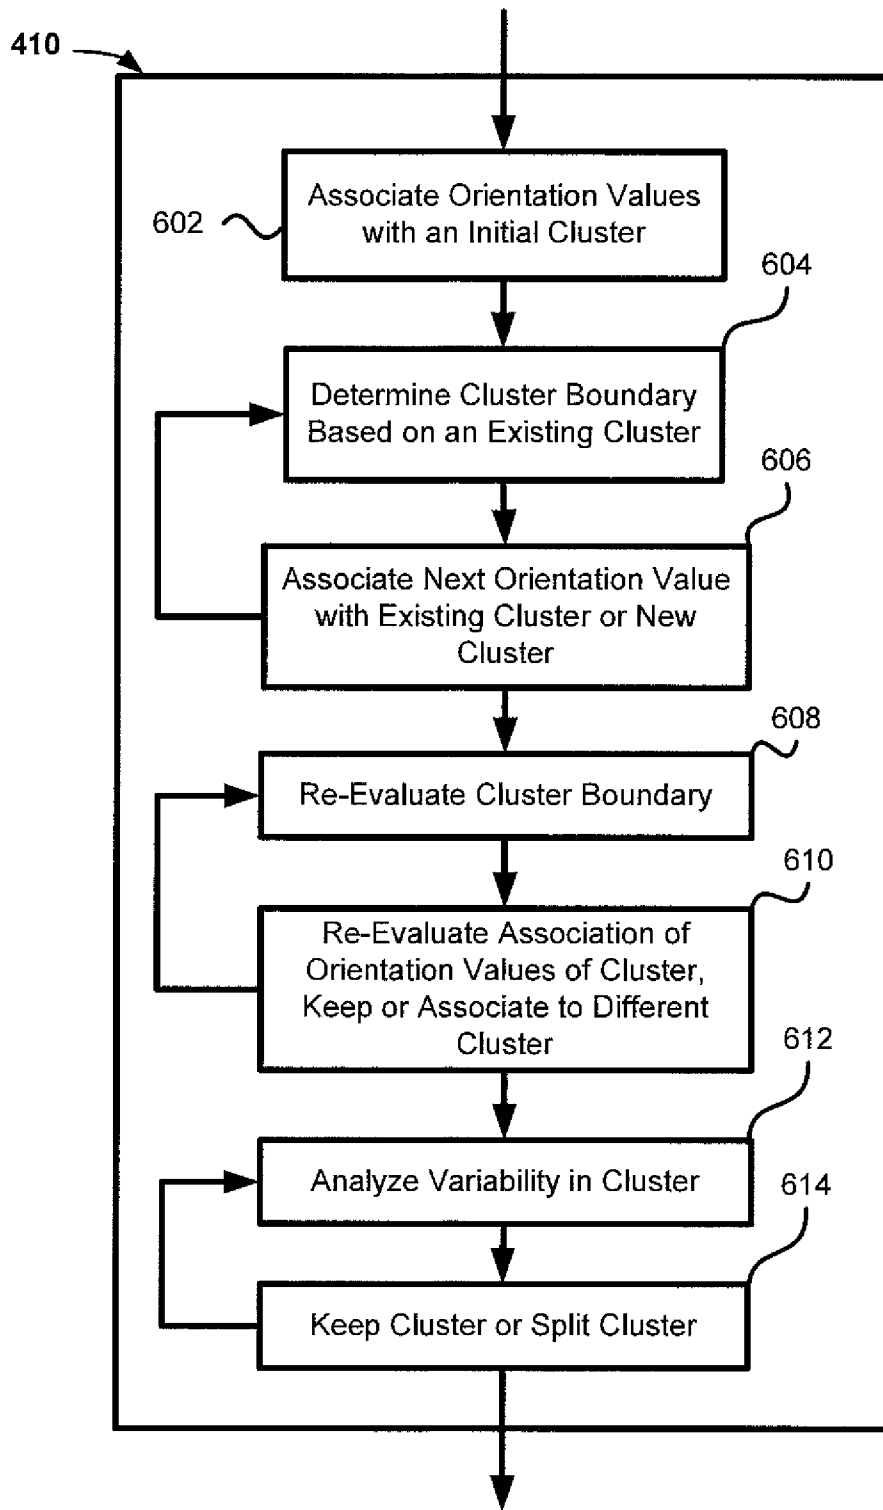 410
Associate Orientation Values
with an Initial Cluster
602
604
Determine Cluster Boundary
Based on an Existing Cluster
606
Associate Next Orientation Value
with Existing Cluster or New
Cluster
608
Re-Evaluate Cluster Boundary
610
Re-Evaluate Association of
Orientation Values of Cluster,
Keep or Associate to Different
Cluster
612
Analyze Variability in Cluster
614
Keep Cluster or Split Cluster